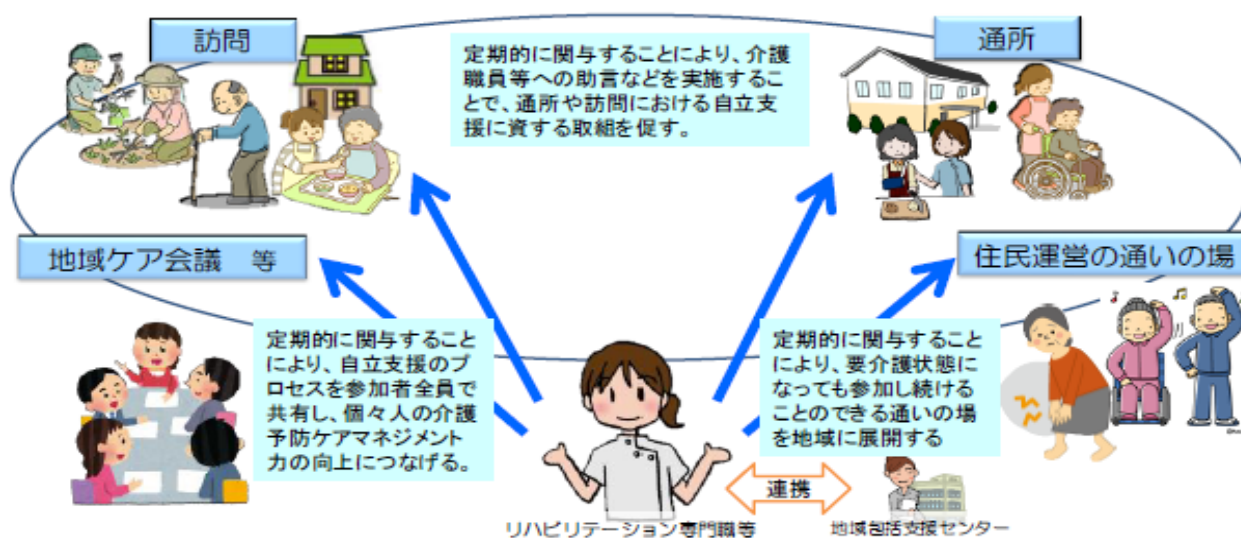 訪問
定期的に関与することにより、介護
職員等への助言などを実施するこ
とで、通所や訪問における自立支
援に資する取組を促す。
通所
地域ケア会議　等
住民運営の通いの場
定期的に関与すること
により、自立支援のプ
ロセスを参加者全員で
共有し、個々人の介護
予防ケアマネジメント
力の向上につなげる。
定期的に関与すること
により、要介護状態に
なっても参加し続ける
ことのできる通いの場
を地域に展開する
連携
リハビリテーション専門職等
地域包括支援センター